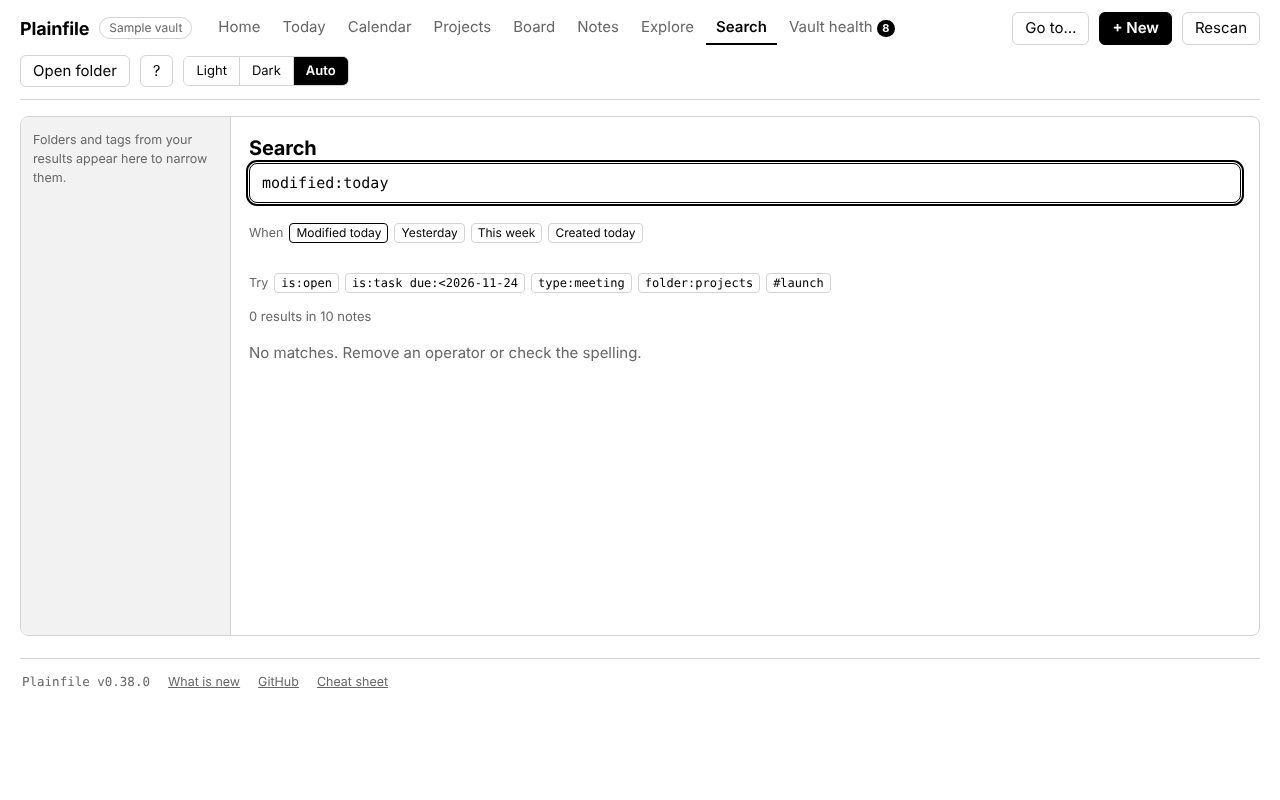 Plainfile Sample vault Home Today Calendar Projects Board Notes Explore Search Vault health 8 Go to... + New Rescan
Open folder ? Light Dark Auto
Folders and tags from your
results appear here to narrow
them.
Search
modified:today
When Modified today Yesterday This week Created today
Try is:open is:task due:<2026-11-24 type:meeting folder:projects #launch
0 results in 10 notes
No matches. Remove an operator or check the spelling.
Plainfile v0.38.0 What is new GitHub Cheat sheet